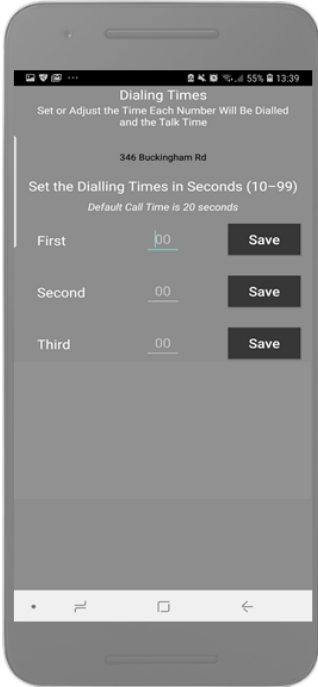 55% 13:39
Dialing Times
Set or Adjust the Time Each Number Will Be Dialled
and the Talk Time
346 Buckingham Rd
Set the Dialling Times in Seconds (10–99)
Default Call Time is 20 seconds
First 00 Save
Second 00 Save
Third 00 Save